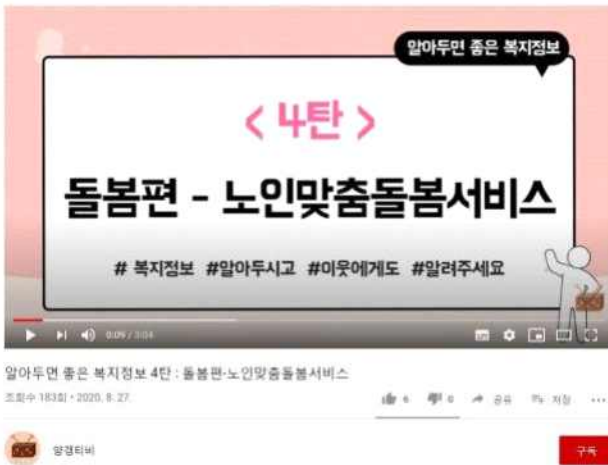 알아두면 좋은 복지정보
< 4탄 >
돌봄편 - 노인맞춤돌봄서비스
# 복지정보 #알아두시고 #이웃에게도 #알려주세요
0:09 / 3:04
알아두면 좋은 복지정보 4탄 : 돌봄편-노인맞춤돌봄서비스
조회수 183회 • 2020. 8. 27.
6 0 공유 저장 ...
양갱티비
구독